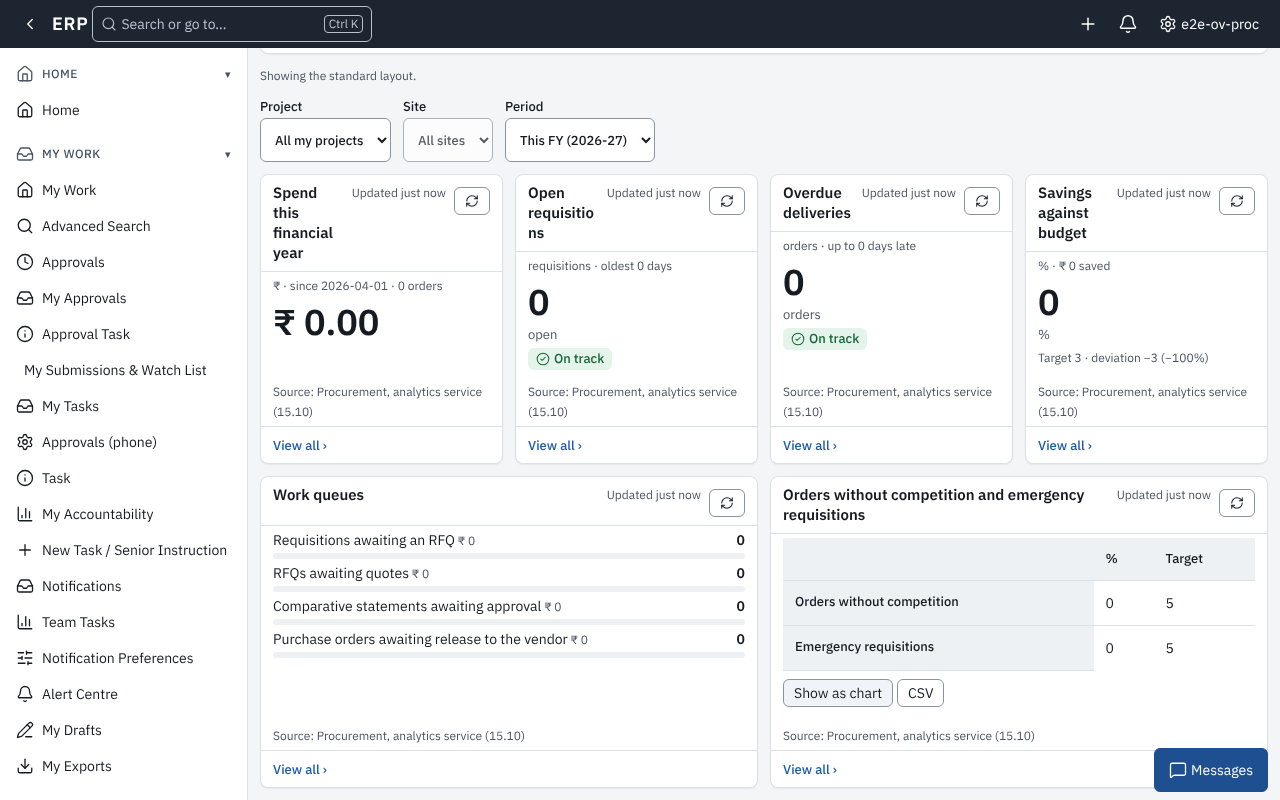 ERP
Search or go to...
Ctrl K
e2e-ov-proc
HOME
Home
MY WORK
My Work
Advanced Search
Approvals
My Approvals
Approval Task
My Submissions & Watch List
My Tasks
Approvals (phone)
Task
My Accountability
New Task / Senior Instruction
Notifications
Team Tasks
Notification Preferences
Alert Centre
My Drafts
My Exports
Showing the standard layout.
Project
Site
Period
All my projects
All sites
This FY (2026-27)
Spend
this
financial
year
Updated just now
₹ · since 2026-04-01 · 0 orders
₹ 0.00
Source: Procurement, analytics service
(15.10)
View all ›
Open
requisitio
ns
Updated just now
requisitions · oldest 0 days
0
open
On track
Source: Procurement, analytics service
(15.10)
View all ›
Overdue
deliveries
Updated just now
orders · up to 0 days late
0
orders
On track
Source: Procurement, analytics service
(15.10)
View all ›
Savings
against
budget
Updated just now
% · ₹ 0 saved
0
%
Target 3 · deviation −3 (−100%)
Source: Procurement, analytics service
(15.10)
View all ›
Work queues
Updated just now
Requisitions awaiting an RFQ ₹ 0 0
RFQs awaiting quotes ₹ 0 0
Comparative statements awaiting approval ₹ 0 0
Purchase orders awaiting release to the vendor ₹ 0 0
Source: Procurement, analytics service (15.10)
View all ›
Orders without competition and emergency
requisitions
Updated just now
% Target
Orders without competition 0 5
Emergency requisitions 0 5
Show as chart
CSV
Source: Procurement, analytics service (15.10)
View all ›
Messages